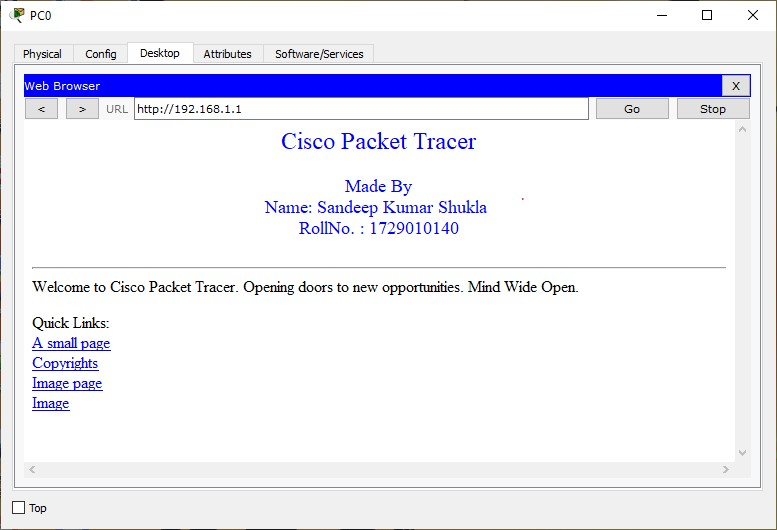 PC0
Physical Config Desktop Attributes Software/Services
Web Browser X
< > URL http://192.168.1.1 Go Stop
Cisco Packet Tracer
Made By
Name: Sandeep Kumar Shukla
RollNo. : 1729010140
Welcome to Cisco Packet Tracer. Opening doors to new opportunities. Mind Wide Open.
Quick Links:
A small page
Copyrights
Image page
Image
Top